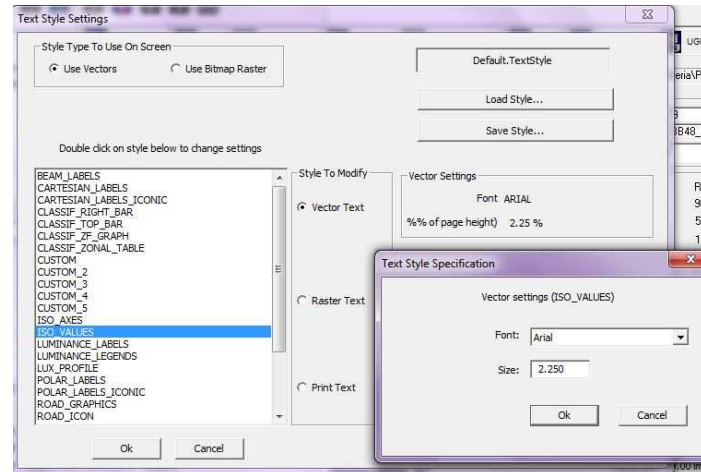 Text Style Settings
Style Type To Use On Screen
Use Vectors
Use Bitmap Raster
Default.TextStyle
Load Style...
Save Style...
Double click on style below to change settings
BEAM_LABELS
CARTESIAN_LABELS
CARTESIAN_LABELS_ICONIC
CLASSIF_RIGHT_BAR
CLASSIF_TOP_BAR
CLASSIF_ZF_GRAPH
CLASSIF_ZONAL_TABLE
CUSTOM
CUSTOM_2
CUSTOM_3
CUSTOM_4
CUSTOM_5
ISO_AXES
ISO_VALUES
LUMINANCE_LABELS
LUMINANCE_LEGENDS
LUX_PROFILE
POLAR_LABELS
POLAR_LABELS_ICONIC
ROAD_GRAPHICS
ROAD_ICON
Style To Modify
Vector Text
Raster Text
Print Text
Vector Settings
Font ARIAL
%% of page height) 2.25 %
Text Style Specification
Vector settings (ISO_VALUES)
Font: Arial
Size: 2.250
Ok Cancel
Ok Cancel